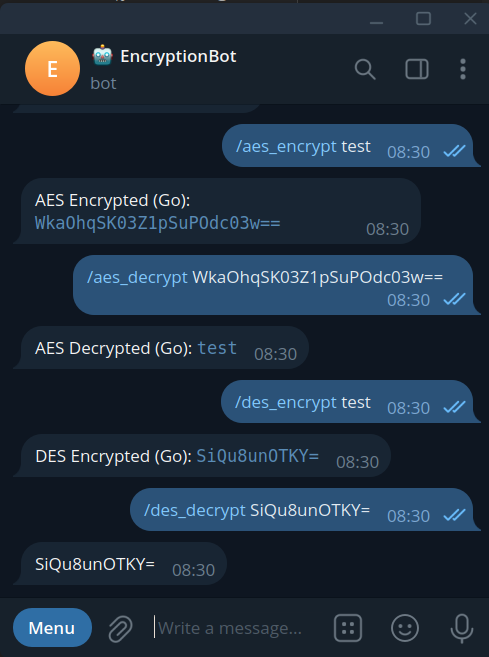 E
🤖 EncryptionBot
bot
/aes_encrypt test
08:30
AES Encrypted (Go):
WkaOhqSK03Z1pSuPOdc03w==
08:30
/aes_decrypt WkaOhqSK03Z1pSuPOdc03w==
08:30
AES Decrypted (Go): test 08:30
/des_encrypt test 08:30
DES Encrypted (Go): SiQu8unOTKY= 08:30
/des_decrypt SiQu8unOTKY= 08:30
SiQu8unOTKY= 08:30
Menu
Write a message...